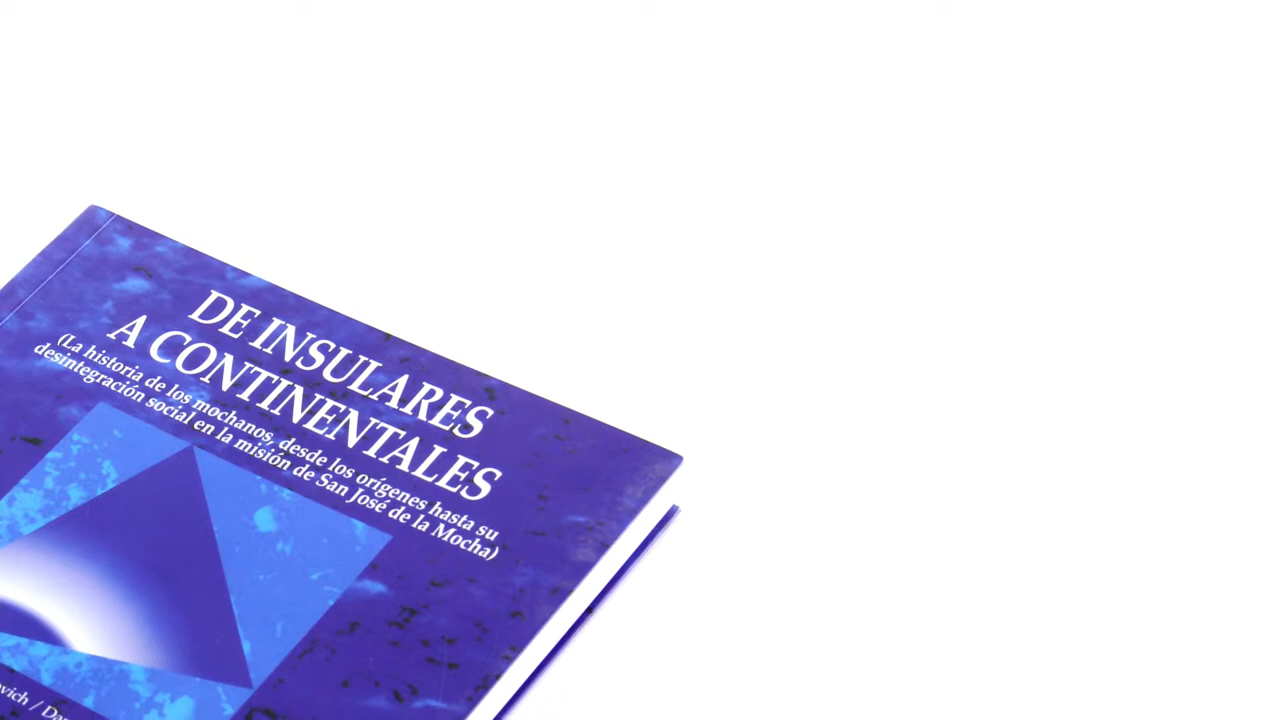 DE INSULARES
A CONTINENTALES
(La historia de los mochanos, desde los orígenes hasta su
desintegración social en la misión de San José de la Mocha)